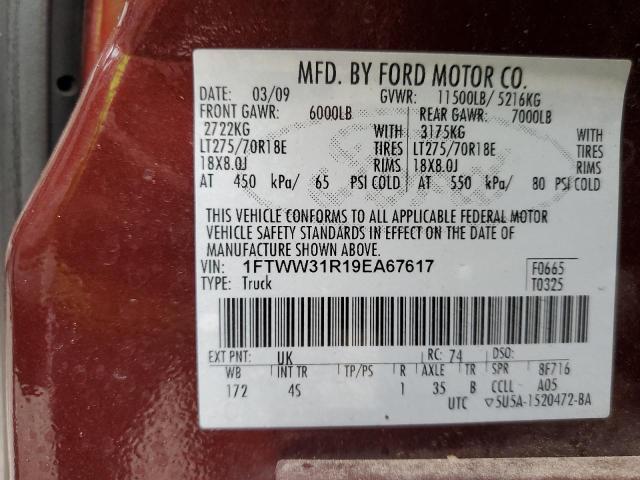 MFD. BY FORD MOTOR CO.
DATE: 03/09 GVWR: 11500LB/ 5216KG
FRONT GAWR: 6000LB REAR GAWR: 7000LB
2722KG WITH 3175KG WITH
LT275/70R18E TIRES LT275/70R18E TIRES
18X8.0J RIMS 18X8.0J RIMS
AT 450 kPa/ 65 PSI COLD AT 550 kPa/ 80 PSI COLD
THIS VEHICLE CONFORMS TO ALL APPLICABLE FEDERAL MOTOR
VEHICLE SAFETY STANDARDS IN EFFECT ON THE DATE OF
MANUFACTURE SHOWN ABOVE.
VIN: 1FTWW31R19EA67617 F0665
TYPE: Truck T0325
EXT PNT: UK RC: 74 DSO:
WB INT TR TP/PS R AXLE TR SPR 8F716
172 4S 1 35 B CCLL A05
UTC ▽5U5A-1520472-BA